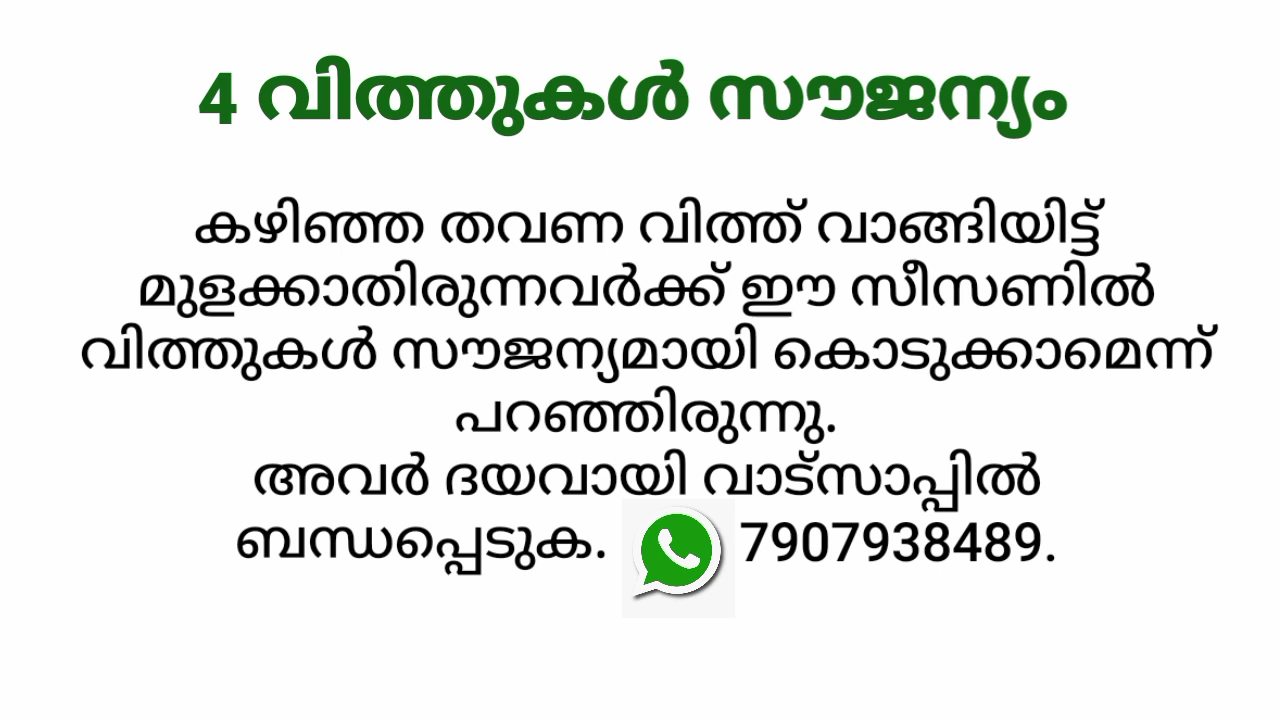 4 വിത്തുകൾ സൗജന്യം
കഴിഞ്ഞ തവണ വിത്ത് വാങ്ങിയിട്ട്
മുളക്കാതിരുന്നവർക്ക് ഈ സീസണിൽ
വിത്തുകൾ സൗജന്യമായി കൊടുക്കാമെന്ന്
പറഞ്ഞിരുന്നു.
അവർ ദയവായി വാട്സാപ്പിൽ
ബന്ധപ്പെടുക. 7907938489.